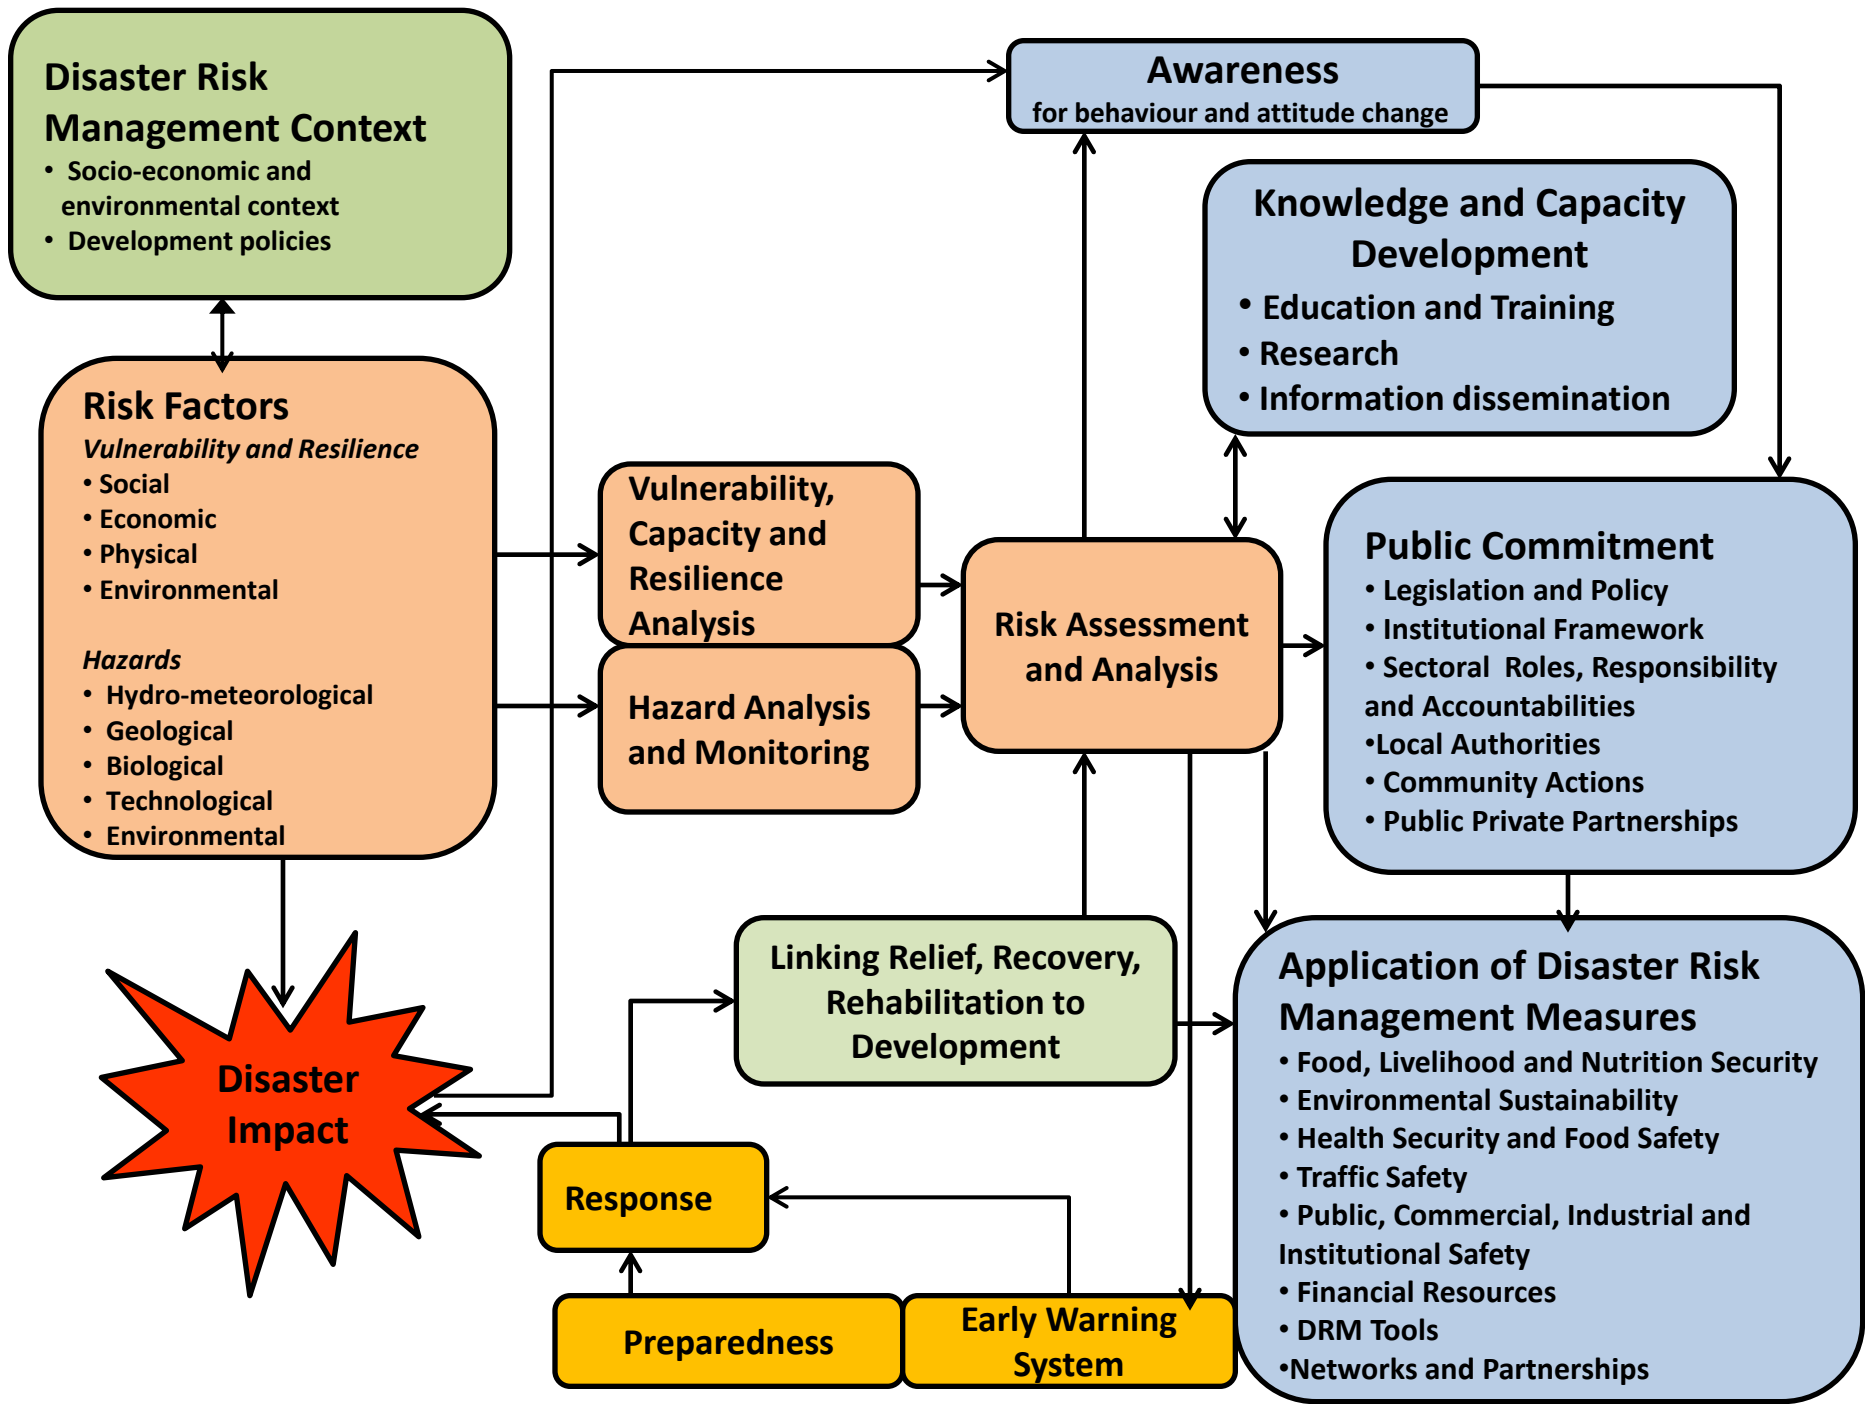 Disaster Risk
Management Context
• Socio-economic and
environmental context
• Development policies
Awareness
for behaviour and attitude change
Knowledge and Capacity
Development
• Education and Training
• Research
• Information dissemination
Risk Factors
Vulnerability and Resilience
• Social
• Economic
• Physical
• Environmental
Hazards
• Hydro-meteorological
• Geological
• Biological
• Technological
• Environmental
Vulnerability,
Capacity and
Resilience
Analysis
Hazard Analysis
and Monitoring
Risk Assessment
and Analysis
Public Commitment
• Legislation and Policy
• Institutional Framework
• Sectoral Roles, Responsibility
and Accountabilities
•Local Authorities
• Community Actions
• Public Private Partnerships
Linking Relief, Recovery,
Rehabilitation to
Development
Disaster
Impact
Response
Preparedness
Early Warning
System
Application of Disaster Risk
Management Measures
• Food, Livelihood and Nutrition Security
• Environmental Sustainability
• Health Security and Food Safety
• Traffic Safety
• Public, Commercial, Industrial and
Institutional Safety
• Financial Resources
• DRM Tools
•Networks and Partnerships